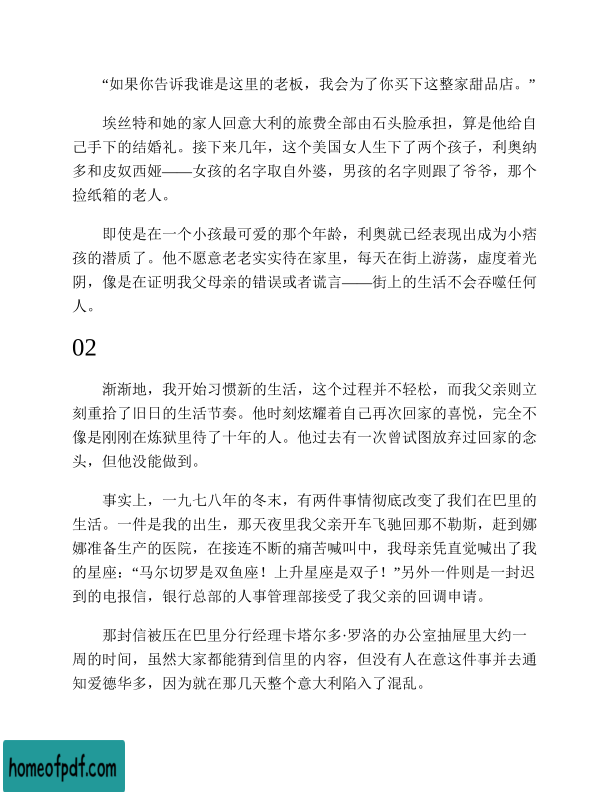 “如果你告诉我谁是这里的老板，我会为了你买下这整家甜品店。”
埃丝特和她的家人回意大利的旅费全部由石头脸承担，算是他给自
己手下的结婚礼。接下来几年，这个美国女人生下了两个孩子，利奥纳
多和皮奴西娅——女孩的名字取自外婆，男孩的名字则跟了爷爷，那个
捡纸箱的老人。
即使是在一个小孩最可爱的那个年龄，利奥就已经表现出成为小痞
孩的潜质了。他不愿意老老实实待在家里，每天在街上游荡，虚度着光
阴，像是在证明我父母亲的错误或者谎言——街上的生活不会吞噬任何
人。
02
渐渐地，我开始习惯新的生活，这个过程并不轻松，而我父亲则立
刻重拾了旧日的生活节奏。他时刻炫耀着自己再次回家的喜悦，完全不
像是刚刚在炼狱里待了十年的人。他过去有一次曾试图放弃过回家的念
头，但他没能做到。
事实上，一九七八年的冬末，有两件事情彻底改变了我们在巴里的
生活。一件是我的出生，那天夜里我父亲开车飞驰回那不勒斯，赶到娜
娜准备生产的医院，在接连不断的痛苦喊叫中，我母亲凭直觉喊出了我
的星座：“马尔切罗是双鱼座！上升星座是双子！”另外一件则是一封迟
到的电报信，银行总部的人事管理部接受了我父亲的回调申请。
那封信被压在巴里分行经理卡塔尔多·罗洛的办公室抽屉里大约一
周的时间，虽然大家都能猜到信里的内容，但没有人在意这件事并去通
知爱德华多，因为就在那几天整个意大利陷入了混乱。
homeofpdf.com